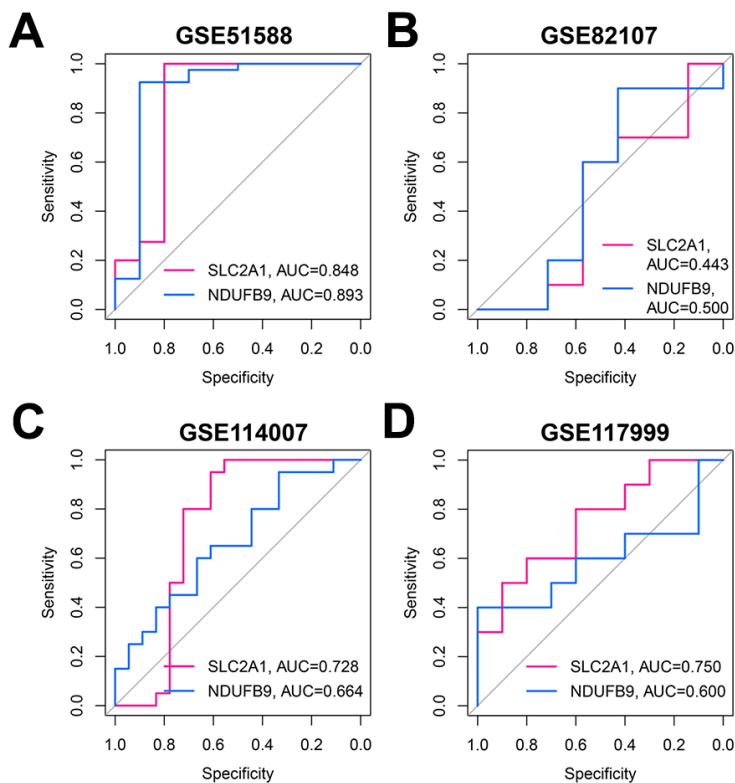 A
GSE51588
Sensitivity
1.0
0.8
0.6
0.4
0.2
0.0
SLC2A1, AUC=0.848
NDUFB9, AUC=0.893
1.0 0.8 0.6 0.4 0.2 0.0
Specificity
B
GSE82107
Sensitivity
1.0
0.8
0.6
0.4
0.2
0.0
SLC2A1,
AUC=0.443
NDUFB9,
AUC=0.500
1.0 0.8 0.6 0.4 0.2 0.0
Specificity
C
GSE114007
Sensitivity
1.0
0.8
0.6
0.4
0.2
0.0
SLC2A1, AUC=0.728
NDUFB9, AUC=0.664
1.0 0.8 0.6 0.4 0.2 0.0
Specificity
D
GSE117999
Sensitivity
1.0
0.8
0.6
0.4
0.2
0.0
SLC2A1, AUC=0.750
NDUFB9, AUC=0.600
1.0 0.8 0.6 0.4 0.2 0.0
Specificity